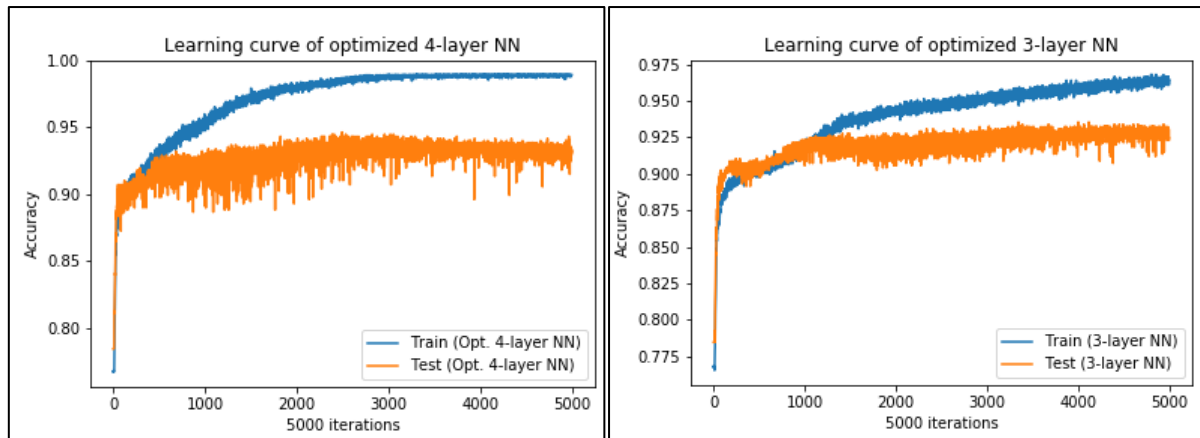 Learning curve of optimized 4-layer NN
1.00
0.95
0.90
0.85
0.80
Accuracy
Train (Opt. 4-layer NN)
Test (Opt. 4-layer NN)
0 1000 2000 3000 4000 5000
5000 iterations
Learning curve of optimized 3-layer NN
0.975
0.950
0.925
0.900
0.875
0.850
0.825
0.800
0.775
Accuracy
Train (3-layer NN)
Test (3-layer NN)
0 1000 2000 3000 4000 5000
5000 iterations